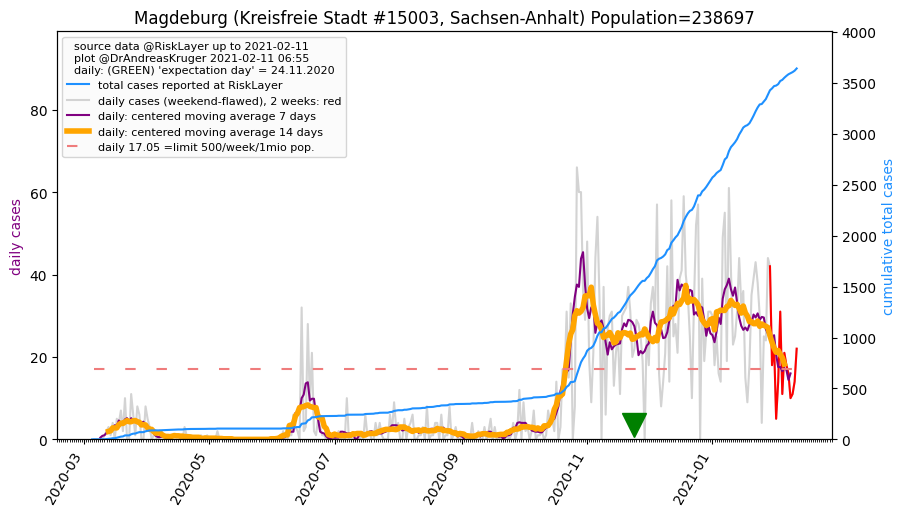 Magdeburg (Kreisfreie Stadt #15003, Sachsen-Anhalt) Population=238697
source data @RiskLayer up to 2021-02-11
plot @DrAndreasKruger 2021-02-11 06:55
daily: (GREEN) 'expectation day' = 24.11.2020
total cases reported at RiskLayer
daily cases (weekend-flawed), 2 weeks: red
daily: centered moving average 7 days
daily: centered moving average 14 days
daily 17.05 =limit 500/week/1mio pop.
daily cases
0
20
40
60
80
cumulative total cases
0
500
1000
1500
2000
2500
3000
3500
4000
2020-03
2020-05
2020-07
2020-09
2020-11
2021-01